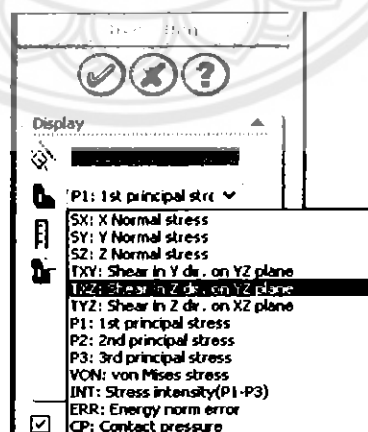 ?
Display
P1: 1st principal stre
SX: X Normal stress
SY: Y Normal stress
SZ: Z Normal stress
TXY: Shear in Y dir. on YZ plane
TXZ: Shear in Z dir. on YZ plane
TYZ: Shear in Z dir. on XZ plane
P1: 1st principal stress
P2: 2nd principal stress
P3: 3rd principal stress
VON: von Mises stress
INT: Stress intensity(P1-P3)
ERR: Energy norm error
CP: Contact pressure